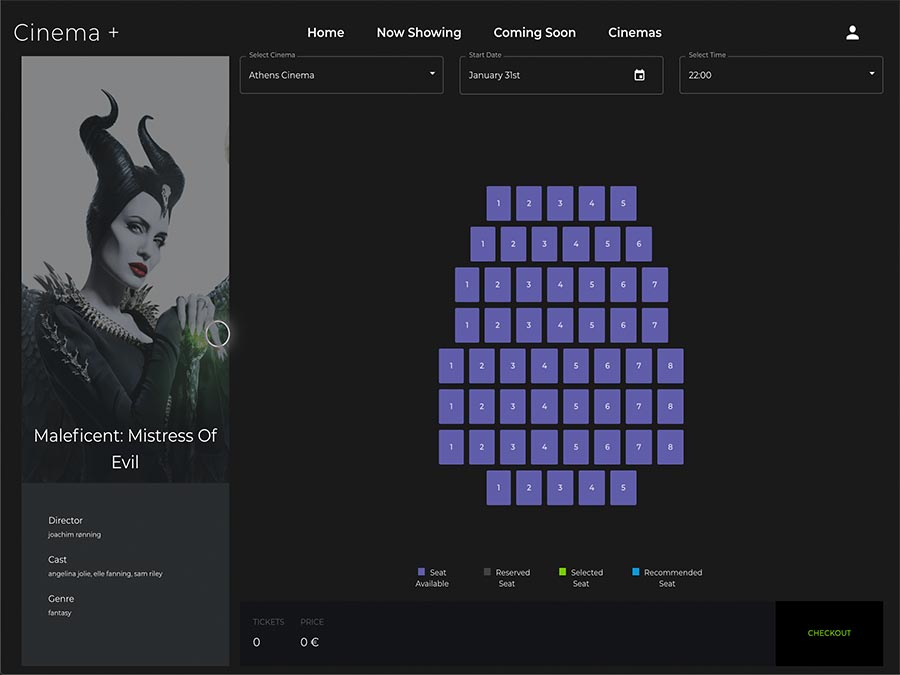 Cinema +
Home Now Showing Coming Soon Cinemas
Select Cinema
Athens Cinema
Start Date
January 31st
Select Time
22:00
Maleficent: Mistress Of
Evil
Director
joachim rønning
Cast
angelina jolie, elle fanning, sam riley
Genre
fantasy
1 2 3 4 5
1 2 3 4 5 6
1 2 3 4 5 6 7
1 2 3 4 5 6 7
1 2 3 4 5 6 7 8
1 2 3 4 5 6 7 8
1 2 3 4 5 6 7 8
1 2 3 4 5
Seat
Available
Reserved
Seat
Selected
Seat
Recommended
Seat
TICKETS
0
PRICE
0 €
CHECKOUT